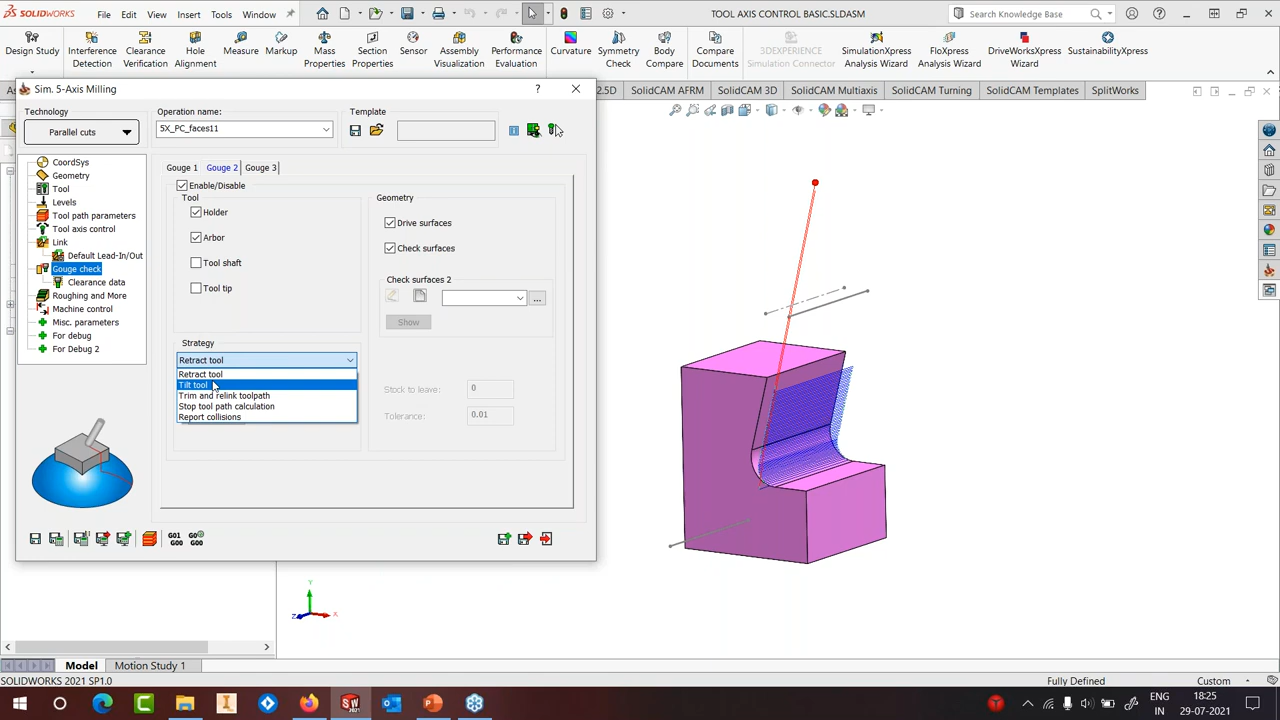 SOLIDWORKS
File
Edit
View
Insert
Tools
Window
TOOL AXIS CONTROL BASIC.SLDASM
Search Knowledge Base
Design Study
Interference Detection
Clearance Verification
Hole Alignment
Measure
Markup
Mass Properties
Section Properties
Sensor
Assembly Visualization
Performance Evaluation
Curvature
Symmetry Check
Body Compare
Compare Documents
3DEXPERIENCE Simulation Connector
SimulationXpress Analysis Wizard
FloXpress Analysis Wizard
DriveWorksXpress Wizard
SustainabilityXpress
2.5D
SolidCAM AFRM
SolidCAM 3D
SolidCAM Multiaxis
SolidCAM Turning
SolidCAM Templates
SplitWorks
Sim. 5-Axis Milling
?
Technology
Parallel cuts
Operation name:
5X_PC_faces11
Template
CoordSys
Geometry
Tool
Levels
Tool path parameters
Tool axis control
Link
Default Lead-In/Out
Gouge check
Clearance data
Roughing and More
Machine control
Misc. parameters
For debug
For Debug 2
Gouge 1
Gouge 2
Gouge 3
Enable/Disable
Tool
Holder
Arbor
Tool shaft
Tool tip
Geometry
Drive surfaces
Check surfaces
Check surfaces 2
...
Show
Strategy
Retract tool
Retract tool
Tilt tool
Trim and relink toolpath
Stop tool path calculation
Report collisions
Stock to leave:
0
Tolerance:
0.01
G01
G00
G00
Y
Z
X
Model
Motion Study 1
SOLIDWORKS 2021 SP1.0
Fully Defined
Custom
ENG
IN
18:25
29-07-2021